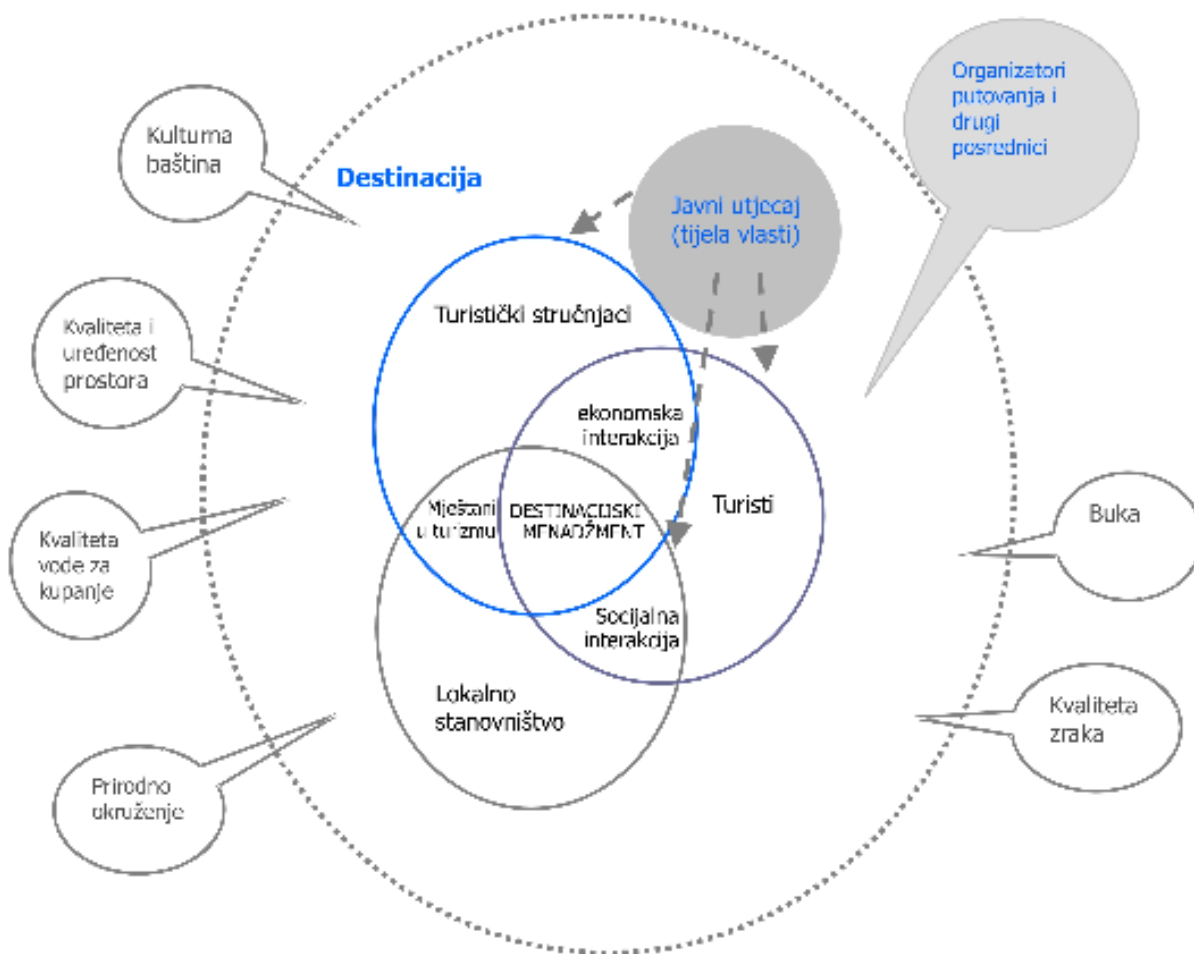 Organizatori
putovanja i
drugi
posrednici
Kulturna
baština
Destinacija
Javni utjecaj
(tijela vlasti)
Turistički stručnjaci
Kvaliteta i
uređenost
prostora
ekonomska
interakcija
Mještani
u turizmu
DESTINACIJSKI
MENADŽMENT
Turisti
Buka
Kvaliteta
vode za
kupanje
Socijalna
interakcija
Lokalno
stanovništvo
Kvaliteta
zraka
Prirodno
okruženje